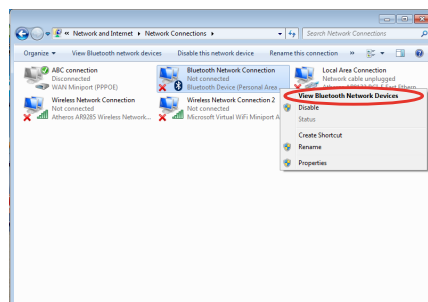 « Network and Internet ▸ Network Connections ▸
Search Network Connections
Organize ▾ View Bluetooth network devices Disable this network device Rename this connection »
ABC connection
Disconnected
WAN Miniport (PPPOE)
Bluetooth Network Connection
Not connected
Bluetooth Device (Personal Area ...
Local Area Connection
Network cable unplugged
Atheros
Wireless Network Connection
Not connected
Atheros AR9285 Wireless Network...
Wireless Network Connection 2
Not connected
Microsoft Virtual WiFi Miniport A
View Bluetooth Network Devices
Disable
Status
Create Shortcut
Rename
Properties